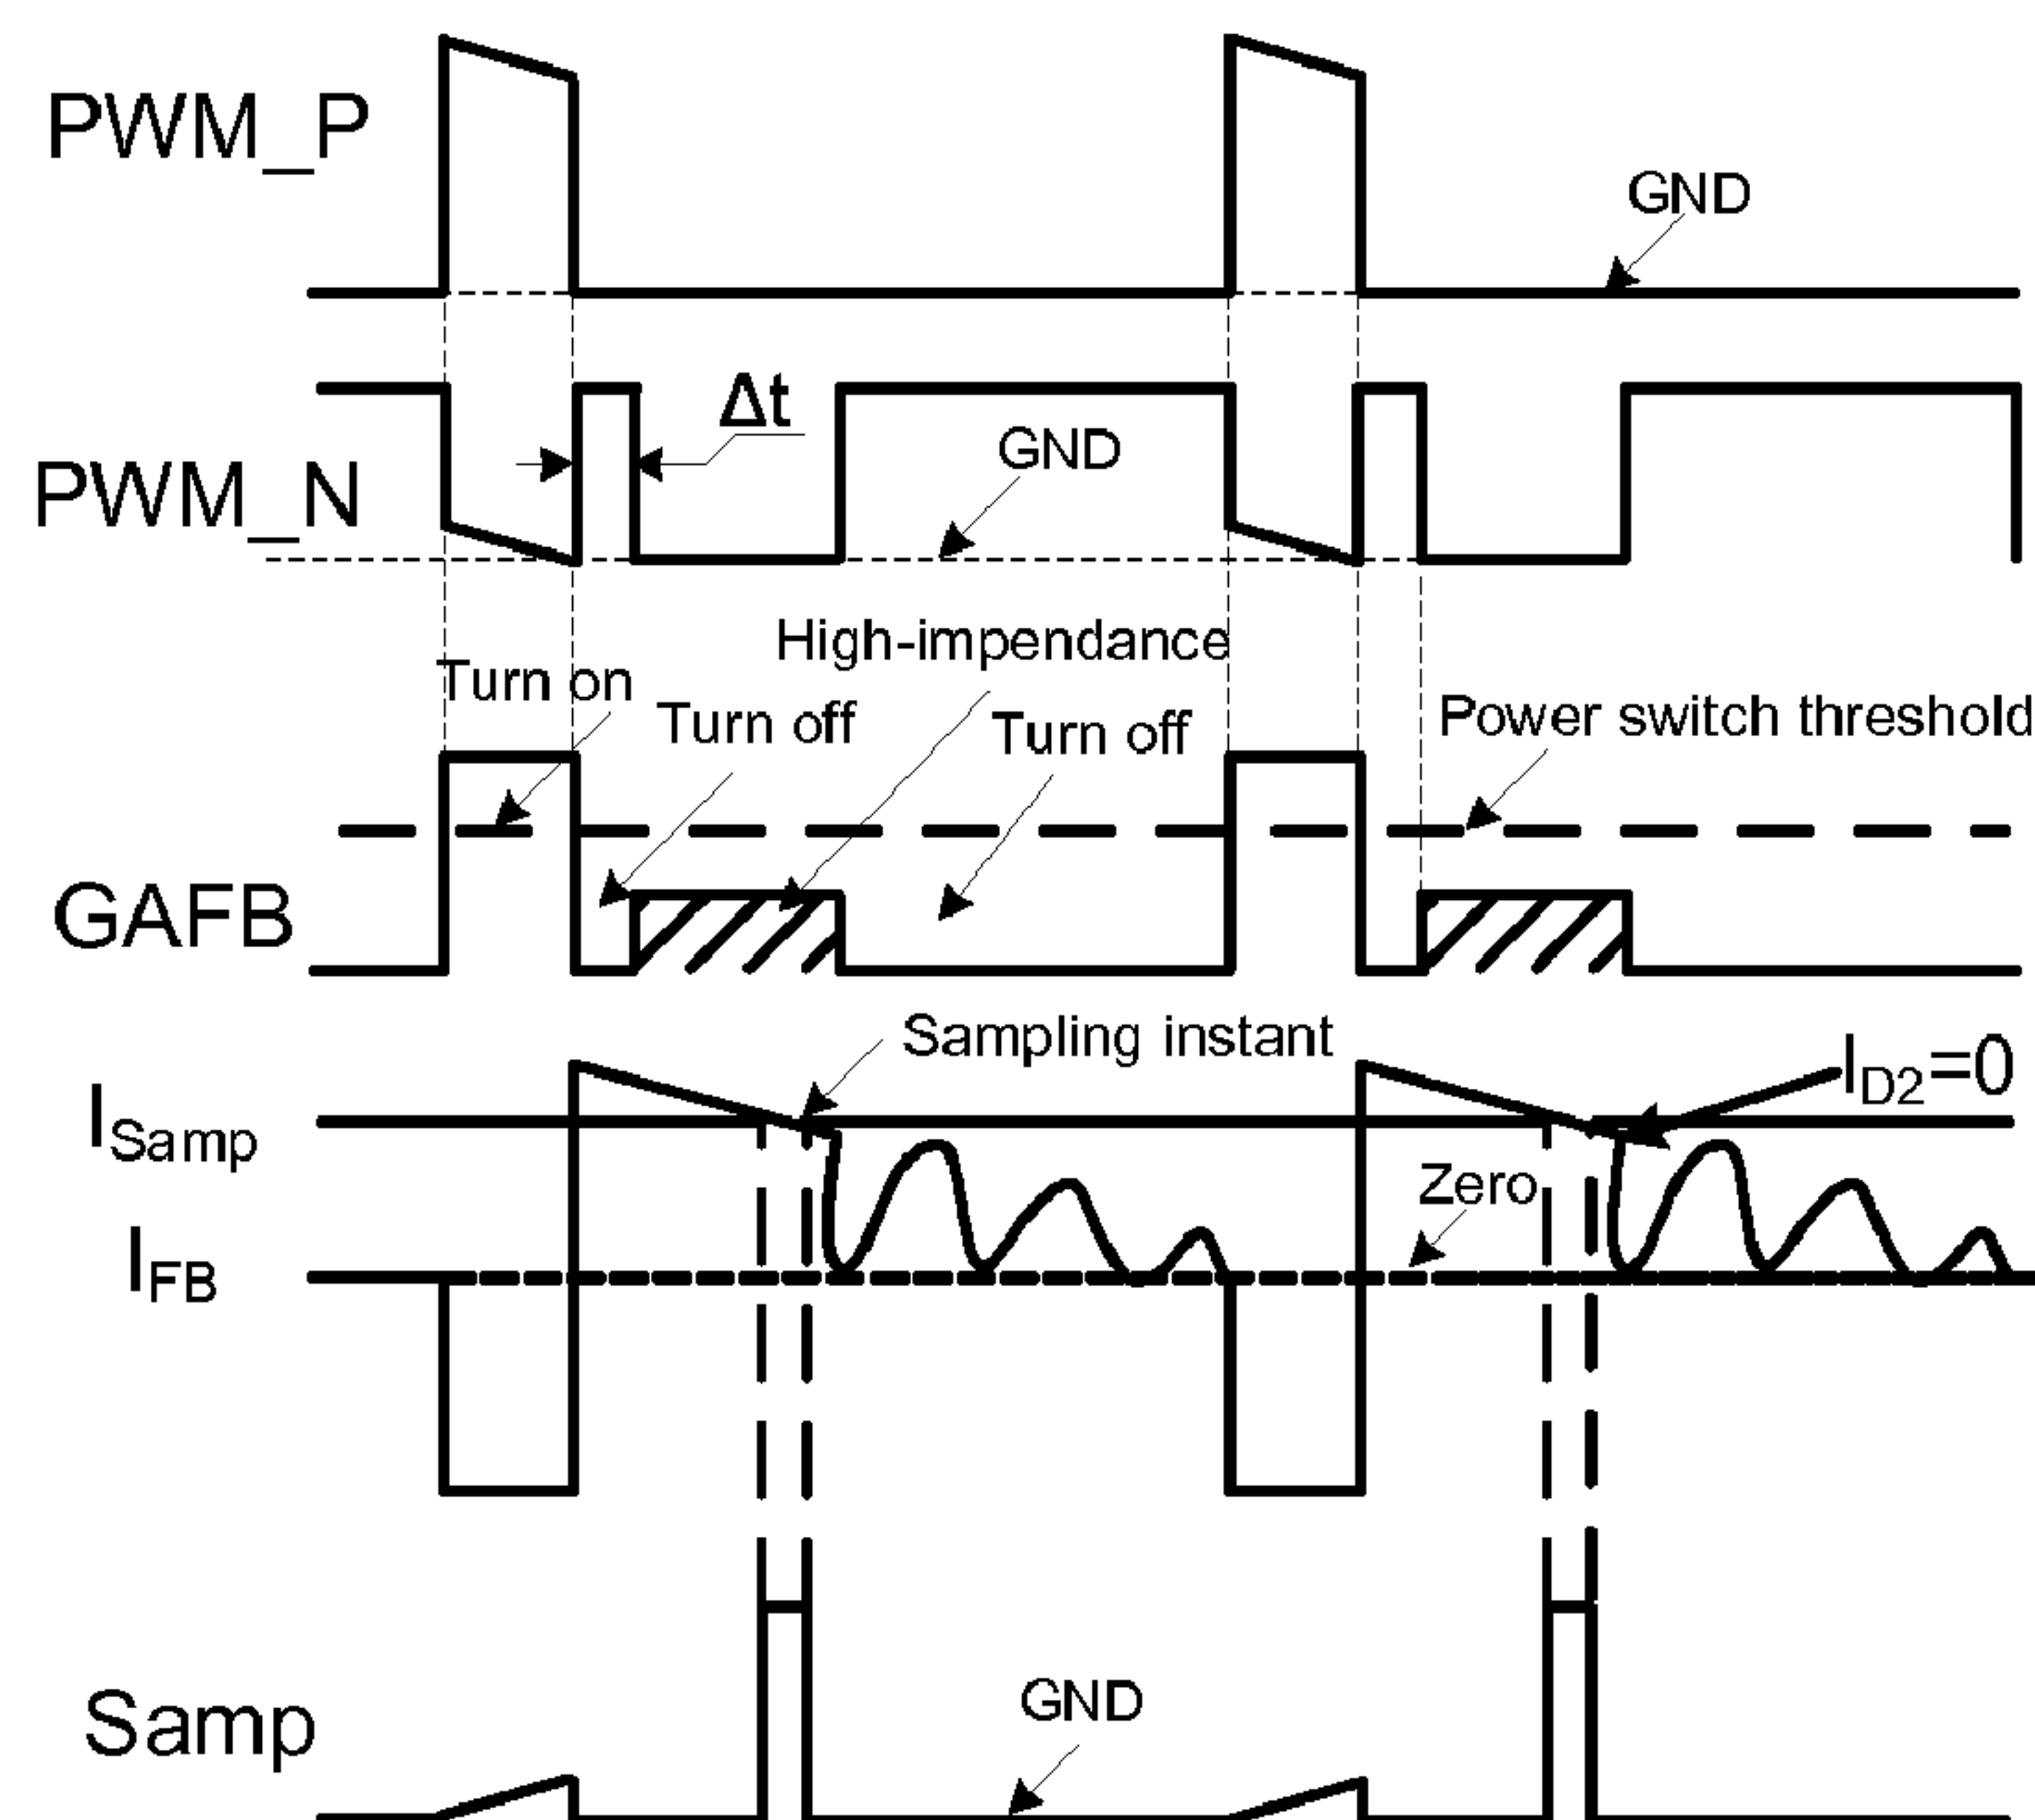 PWM_P
GND
Δt
GND
PWM_N
High-impendance
Turn on
Turn off
Turn off
Power switch threshold
GAFB
Sampling instant
ID2=0
ISamp
Zero
IFB
GND
Samp